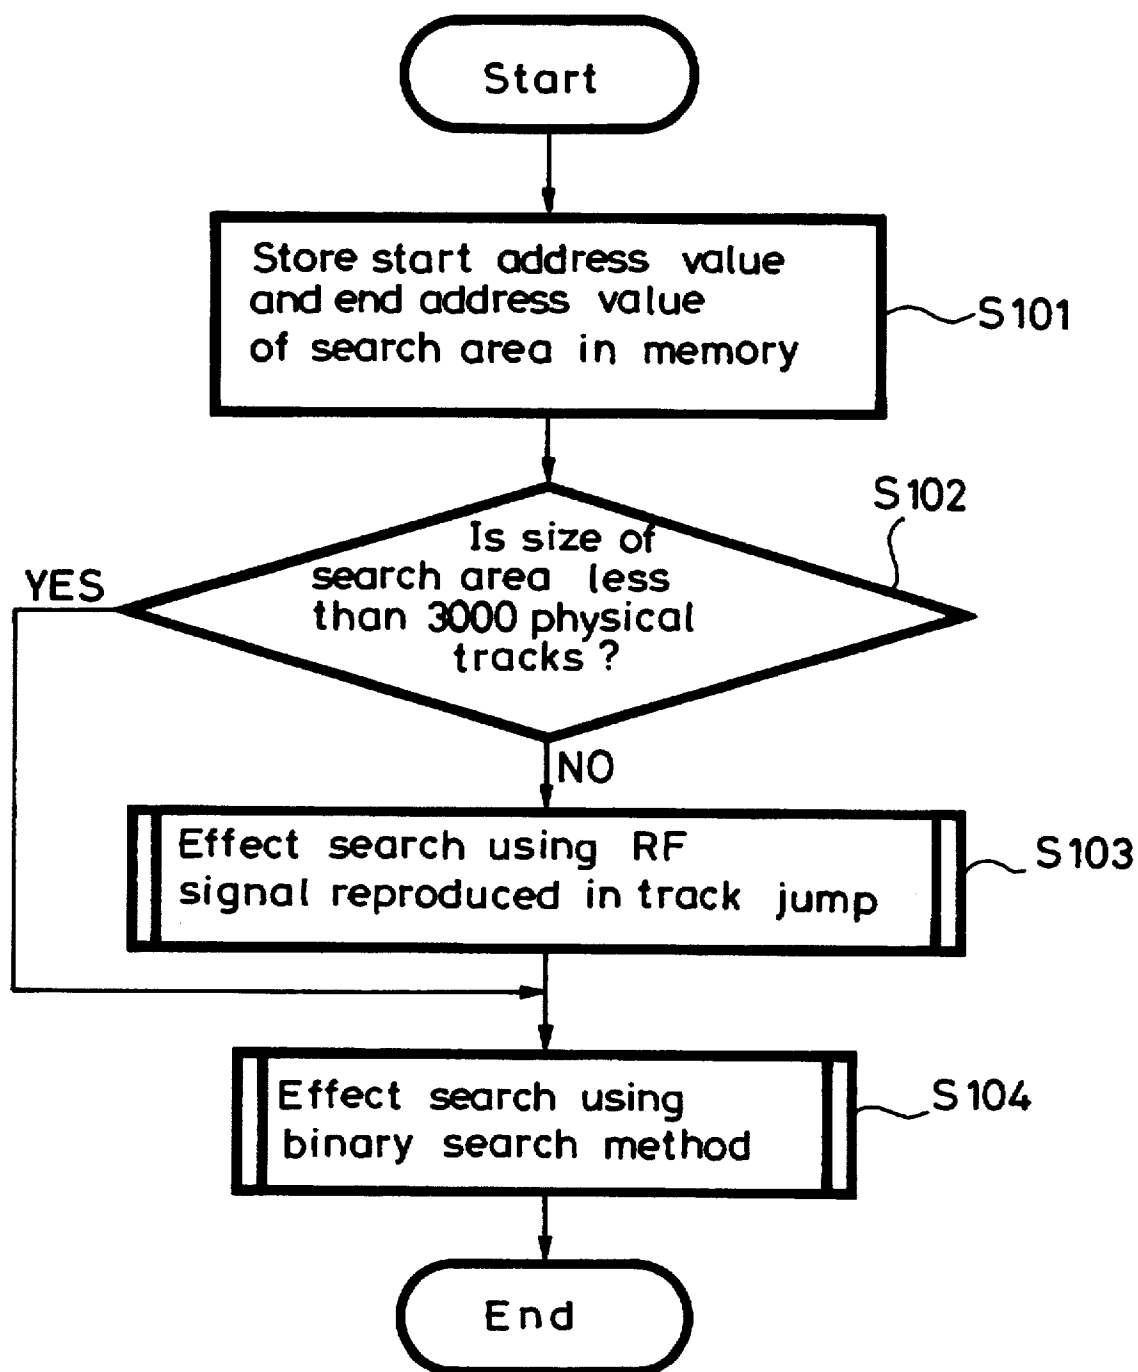 Start
Store start address value
and end address value
of search area in memory
S101
S102
Is size of
search area less
than 3000 physical
tracks ?
YES
NO
Effect search using RF
signal reproduced in track jump
S103
Effect search using
binary search method
S104
End